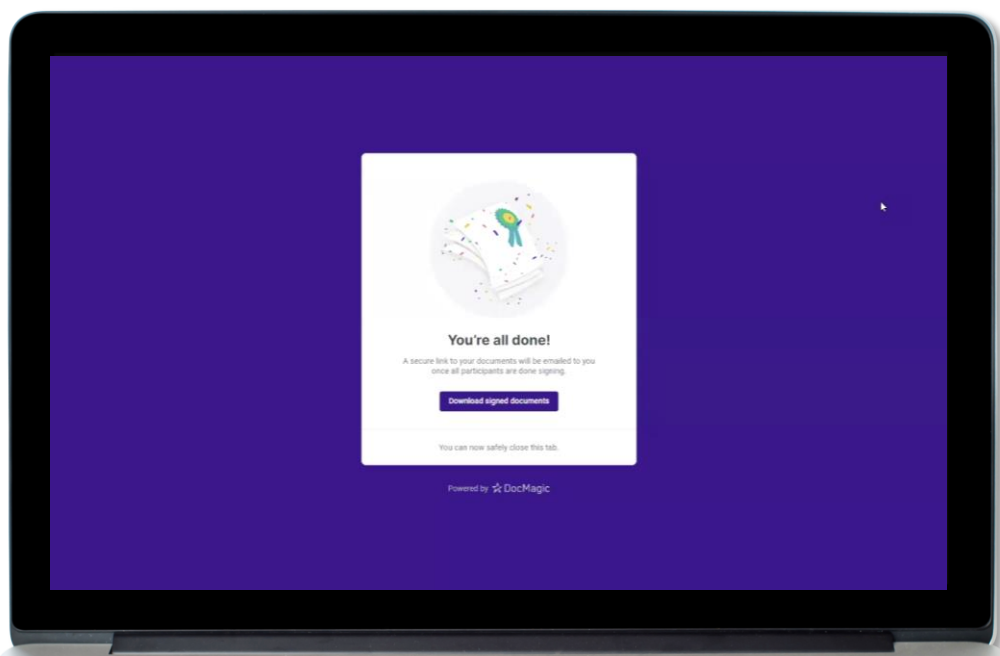 You're all done!
A secure link to your documents will be emailed to you
once all participants are done signing.
Download signed documents
You can now safely close this tab.
Powered by DocMagic